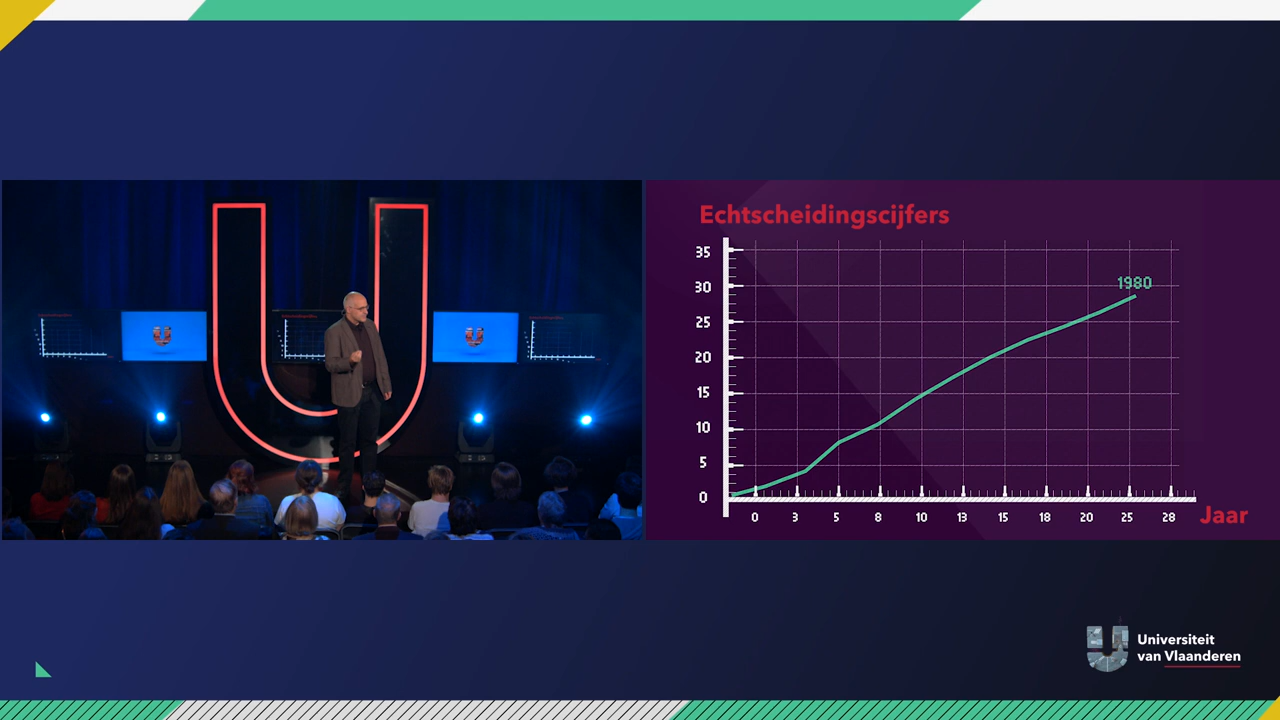 Echtscheidingscijfers
35
30
25
20
15
10
5
0
1980
0 3 5 8 10 13 15 18 20 25 28
Jaar
Universiteit
van Vlaanderen